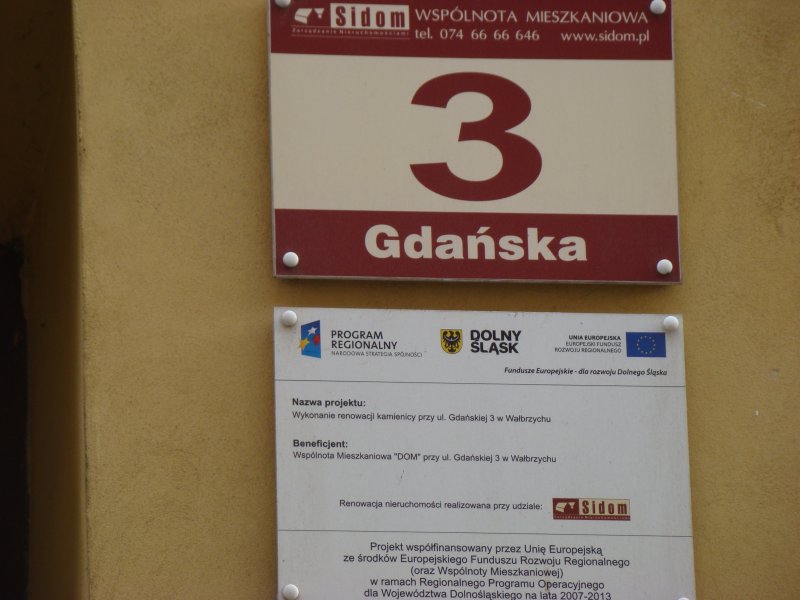 Sidom WSPÓLNOTA MIESZKANIOWA
Zarządzanie Nieruchomościami tel. 074 66 66 646 www.sidom.pl
3
Gdańska
PROGRAM REGIONALNY
NARODOWA STRATEGIA SPÓJNOŚCI
DOLNY ŚLĄSK
UNIA EUROPEJSKA
EUROPEJSKI FUNDUSZ
ROZWOJU REGIONALNEGO
Fundusze Europejskie - dla rozwoju Dolnego Śląska
Nazwa projektu:
Wykonanie renowacji kamienicy przy ul. Gdańskiej 3 w Wałbrzychu
Beneficjent:
Wspólnota Mieszkaniowa "DOM" przy ul. Gdańskiej 3 w Wałbrzychu
Renowacja nieruchomości realizowana przy udziale: Sidom
Zarządzanie Nieruchomościami
Projekt współfinansowany przez Unię Europejską
ze środków Europejskiego Funduszu Rozwoju Regionalnego
(oraz Wspólnoty Mieszkaniowej)
w ramach Regionalnego Programu Operacyjnego
dla Województwa Dolnośląskiego na lata 2007-2013